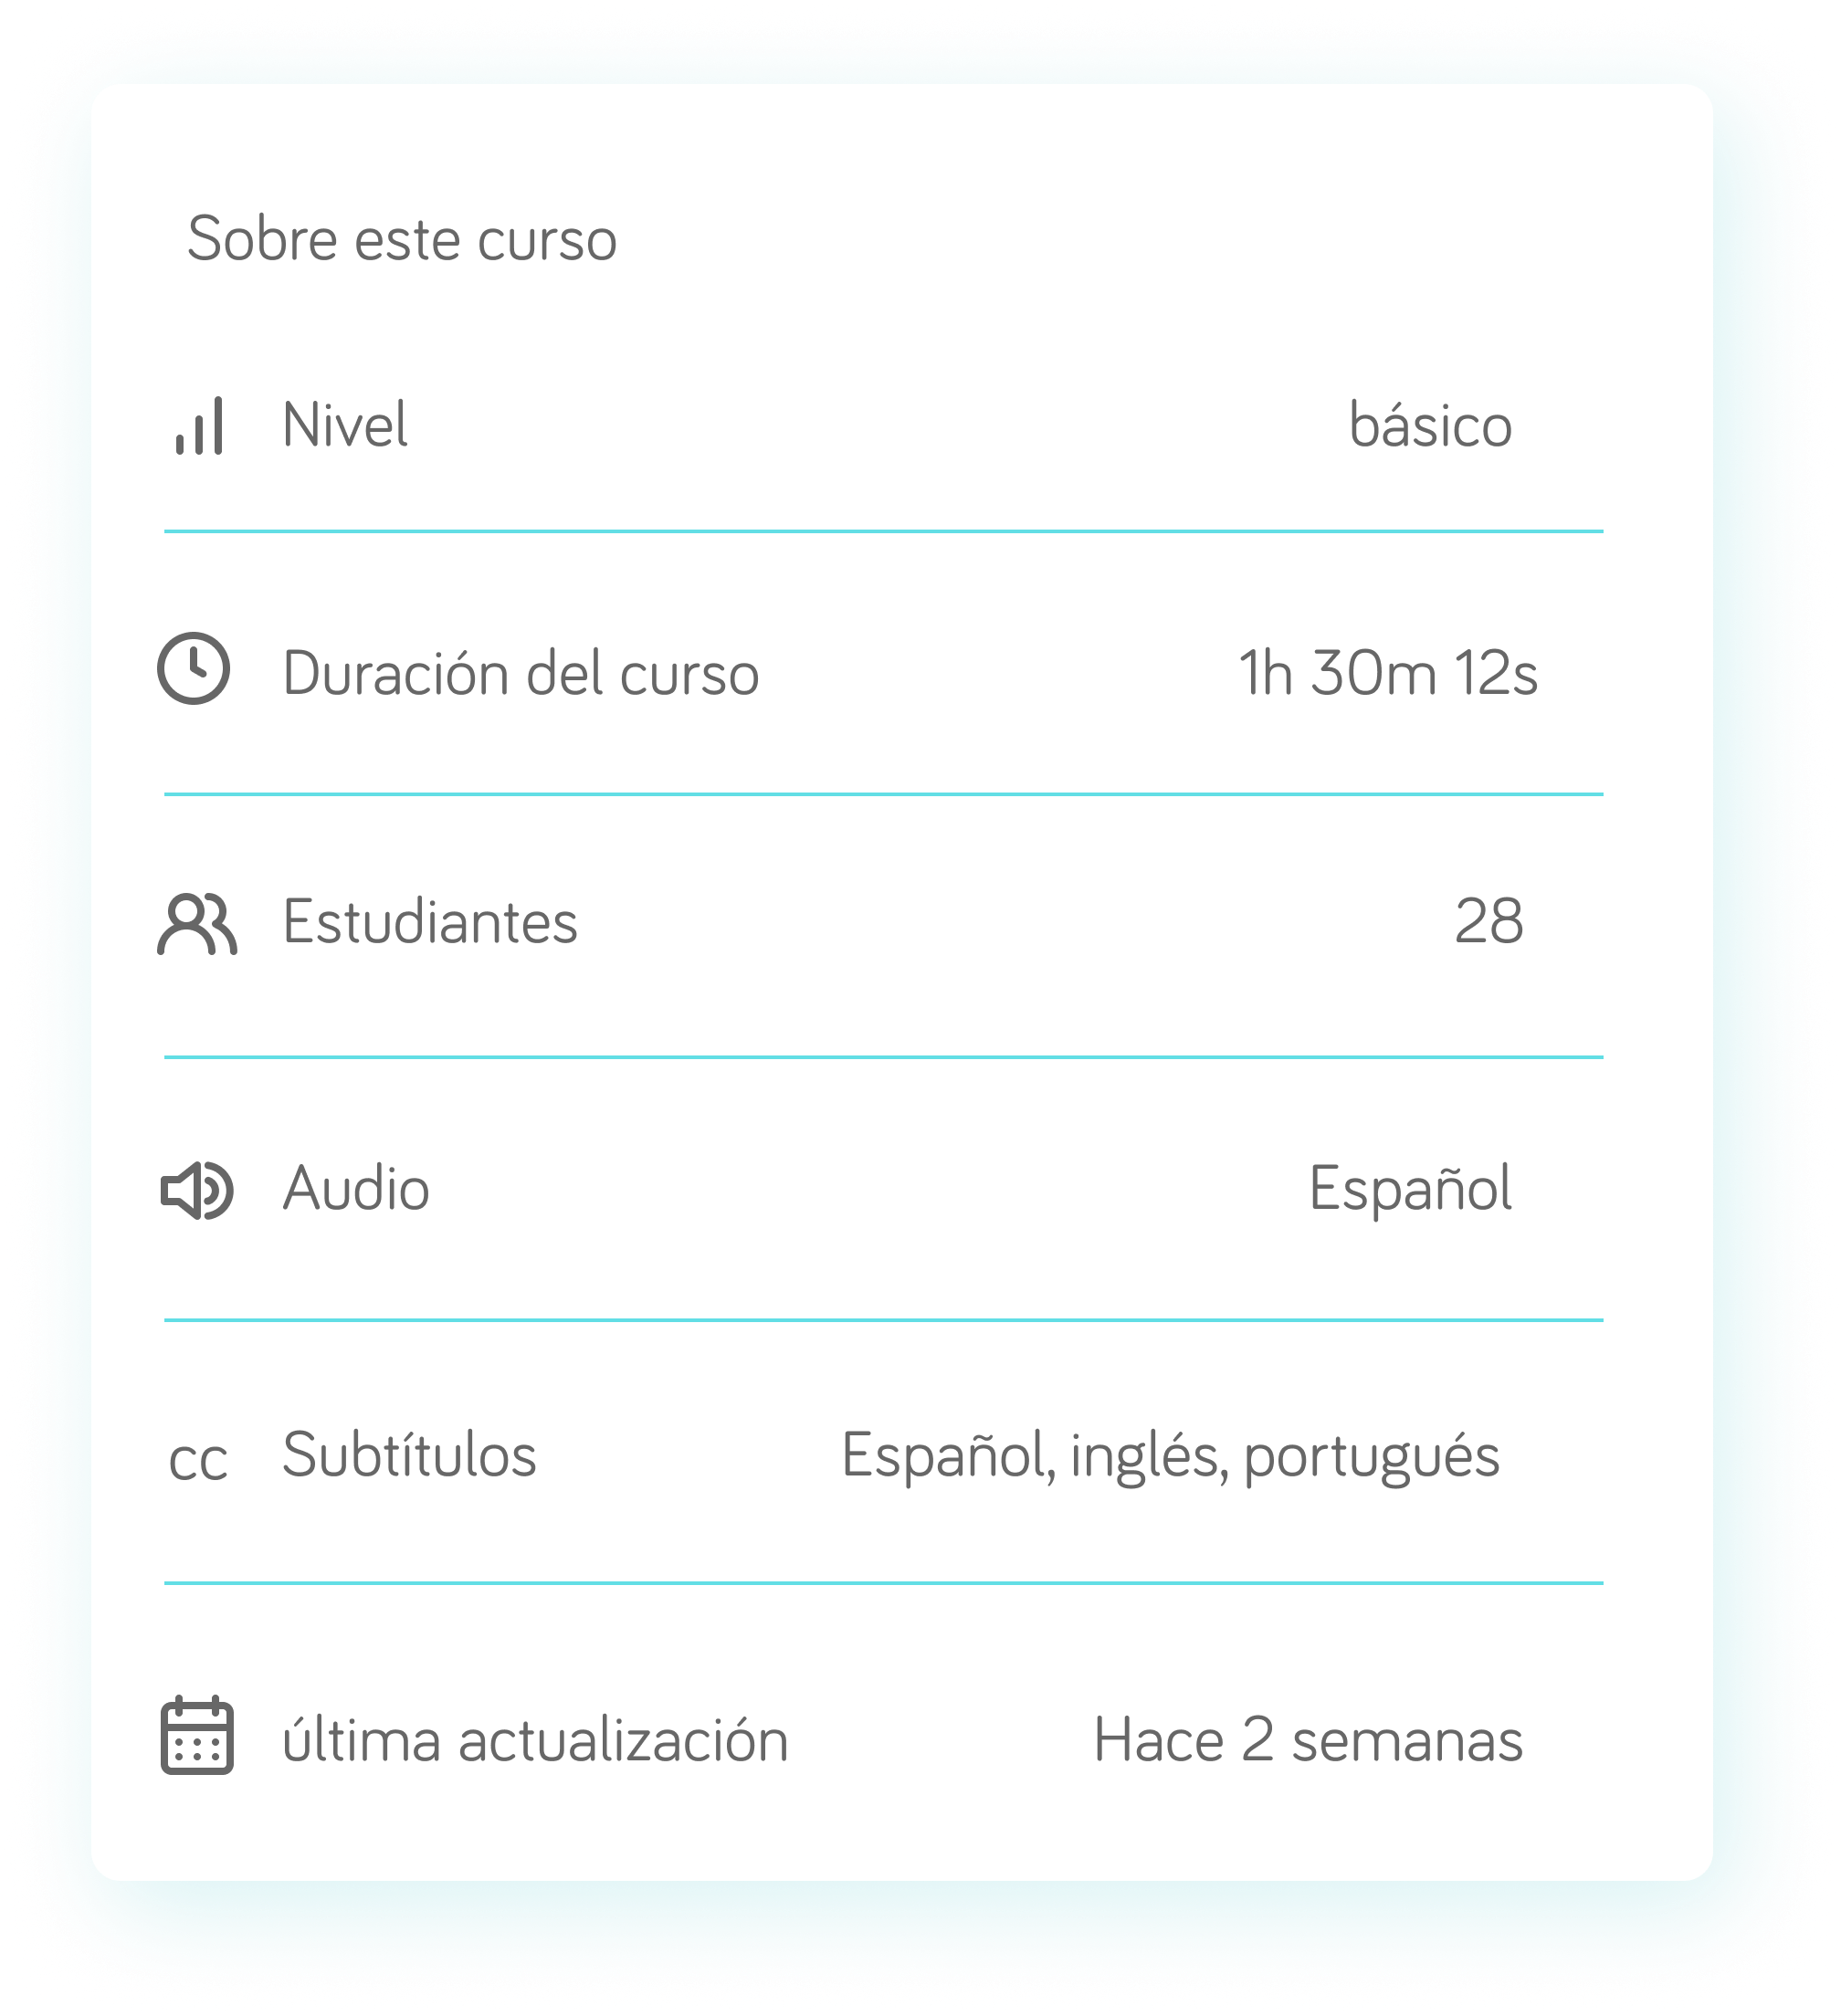 Sobre este curso
Nivel básico
Duración del curso 1h 30m 12s
Estudiantes 28
Audio Español
cc Subtítulos Español, inglés, portugués
última actualización Hace 2 semanas